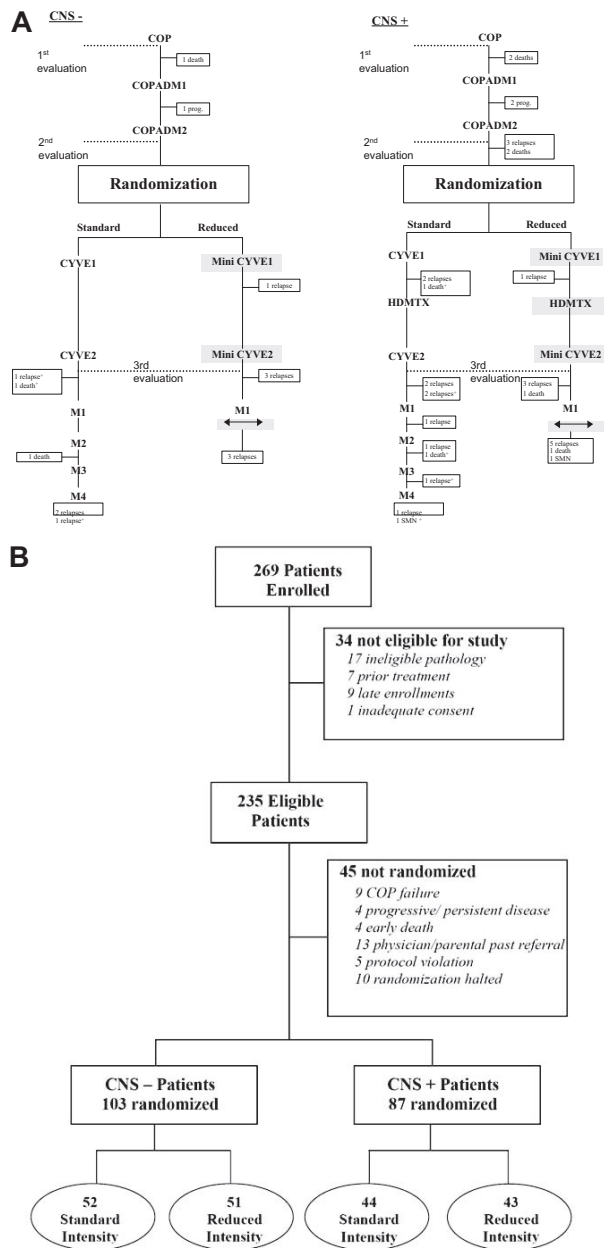 A
CNS -
COP
1st
evaluation
1 death
COPADM1
1 prog.
COPADM2
2nd
evaluation
Randomization
Standard
Reduced
CYVE1
Mini CYVE1
1 relapse
CYVE2
Mini CYVE2
3rd
evaluation
1 relapse+
1 death+
3 relapses
M1
M1
M2
1 death
M3
3 relapses
M4
2 relapses
1 relapse+
CNS +
COP
1st
evaluation
2 deaths
COPADM1
2 prog.
COPADM2
2nd
evaluation
3 relapses
2 deaths
Randomization
Standard
Reduced
CYVE1
Mini CYVE1
2 relapses
1 death+
1 relapse
HDMTX
HDMTX
CYVE2
Mini CYVE2
3rd
evaluation
2 relapses
2 relapses+
3 relapses
1 death
M1
M1
1 relapse
M2
1 relapse
1 death+
5 relapses
1 death
1 SMN
M3
1 relapse+
M4
1 relapse
1 SMN +
B
269 Patients
Enrolled
34 not eligible for study
17 ineligible pathology
7 prior treatment
9 late enrollments
1 inadequate consent
235 Eligible
Patients
45 not randomized
9 COP failure
4 progressive/ persistent disease
4 early death
13 physician/parental past referral
5 protocol violation
10 randomization halted
CNS – Patients
103 randomized
CNS + Patients
87 randomized
52
Standard
Intensity
51
Reduced
Intensity
44
Standard
Intensity
43
Reduced
Intensity